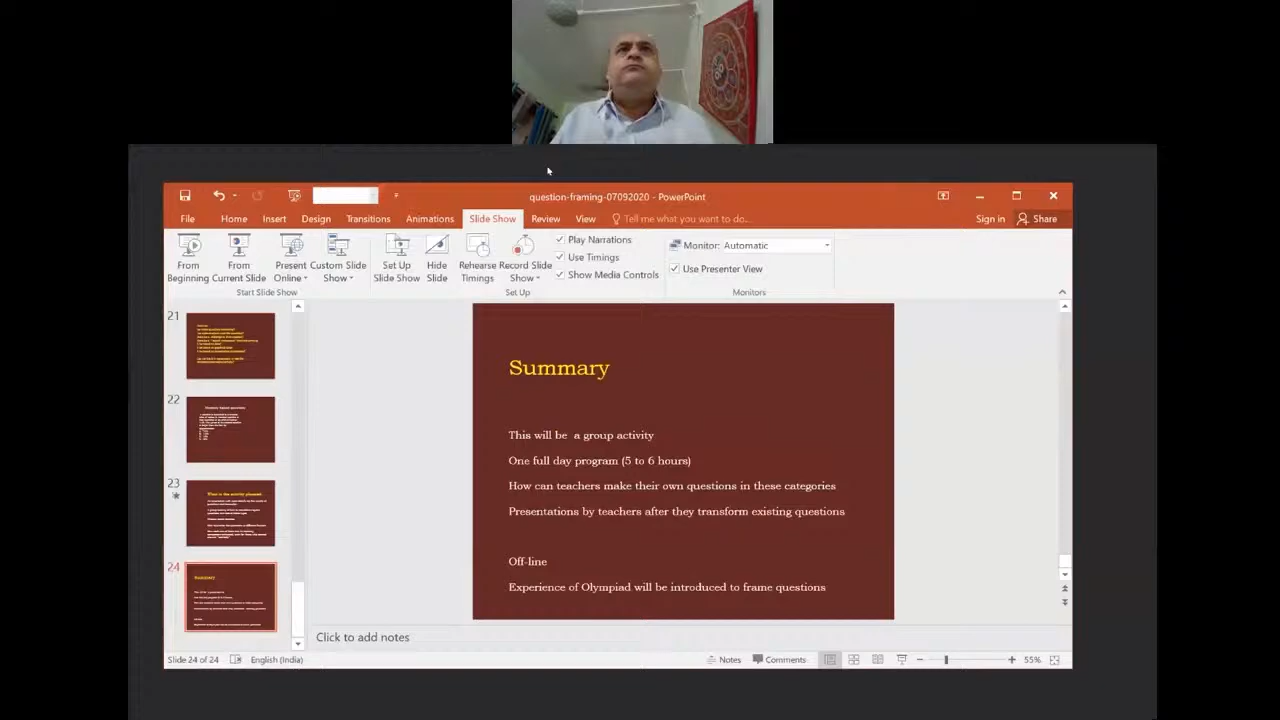 question-framing-07092020 - PowerPoint
File Home Insert Design Transitions Animations Slide Show Review View Tell me what you want to do... Sign in Share
From Beginning
From Current Slide
Present Online
Custom Slide Show
Set Up Slide Show
Hide Slide
Rehearse Timings
Record Slide Show
Play Narrations
Use Timings
Show Media Controls
Monitor: Automatic
Use Presenter View
Start Slide Show
Set Up
Monitors
21
22
23
24
Summary
This will be a group activity
One full day program (5 to 6 hours)
How can teachers make their own questions in these categories
Presentations by teachers after they transform existing questions
Off-line
Experience of Olympiad will be introduced to frame questions
Click to add notes
Slide 24 of 24 English (India) Notes Comments 55%